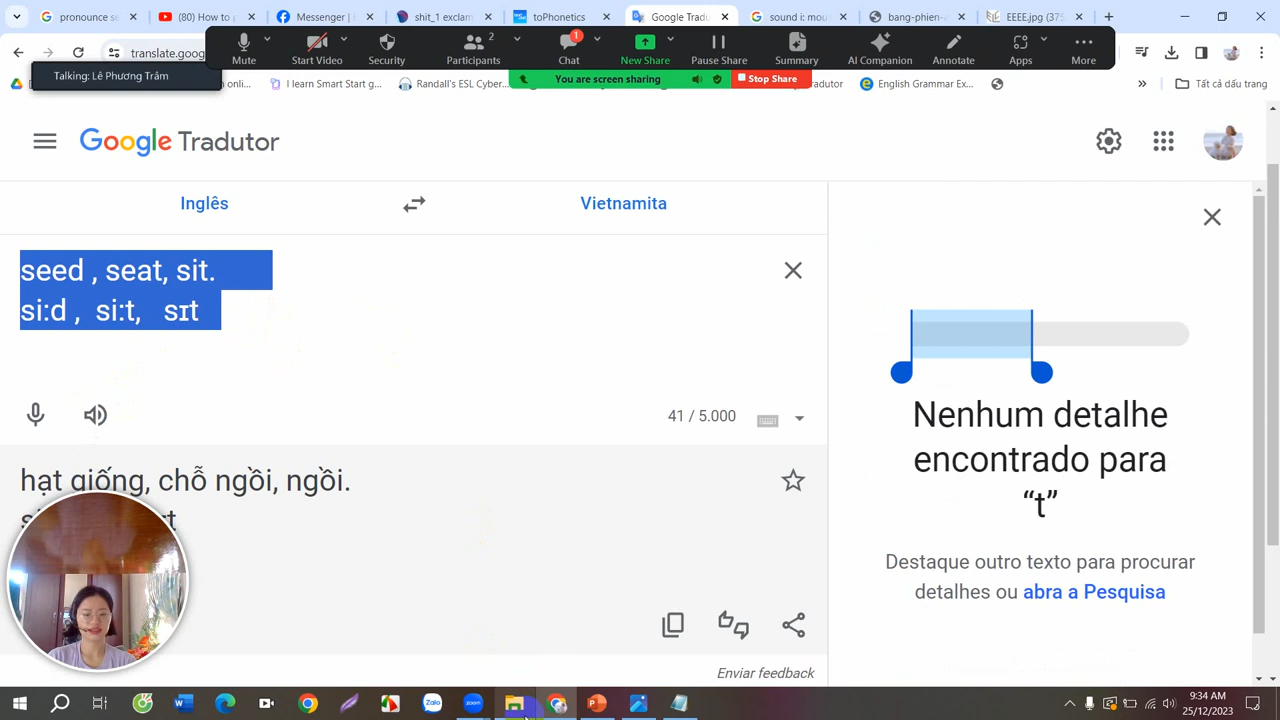 pronounce se
(80) How to p
Messenger |
shit_1 exclam
toPhonetics
Google Tradu
sound i: mou
bang-phien-a
EEEE.jpg (37
translate.goog
Mute
Start Video
Security
2
Participants
1
Chat
New Share
Pause Share
Summary
AI Companion
Annotate
Apps
More
Talking: Lê Phương Trâm
You are screen sharing
Stop Share
I learn Smart Start g...
Randall's ESL Cyber...
English Grammar Ex...
»
Tất cả dấu trang
Google Tradutor
Inglês
Vietnamita
seed , seat, sit.
si:d , si:t, sɪt
41 / 5.000
hạt giống, chỗ ngồi, ngồi.
Enviar feedback
Nenhum detalhe
encontrado para
“t”
Destaque outro texto para procurar
detalhes ou abra a Pesquisa
Zalo
zoom
9:34 AM
25/12/2023